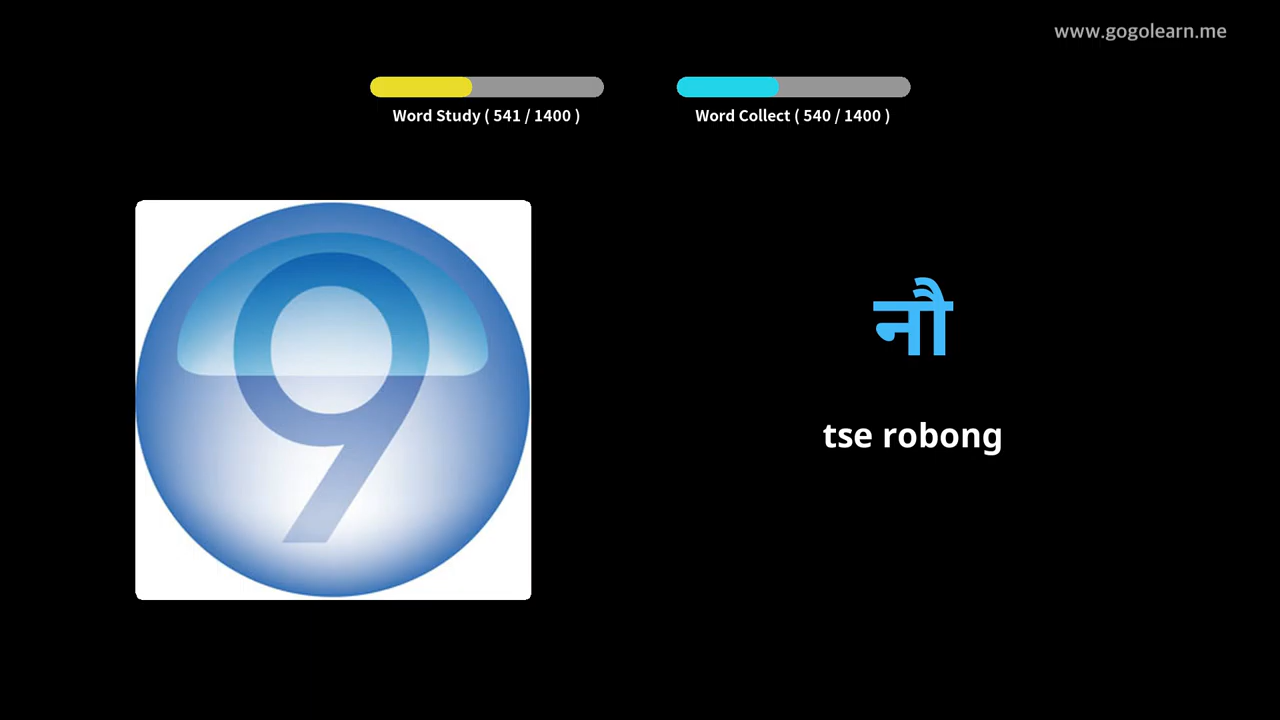 www.gogolearn.me
Word Study ( 541 / 1400 )
Word Collect ( 540 / 1400 )
9
नौ
tse robong